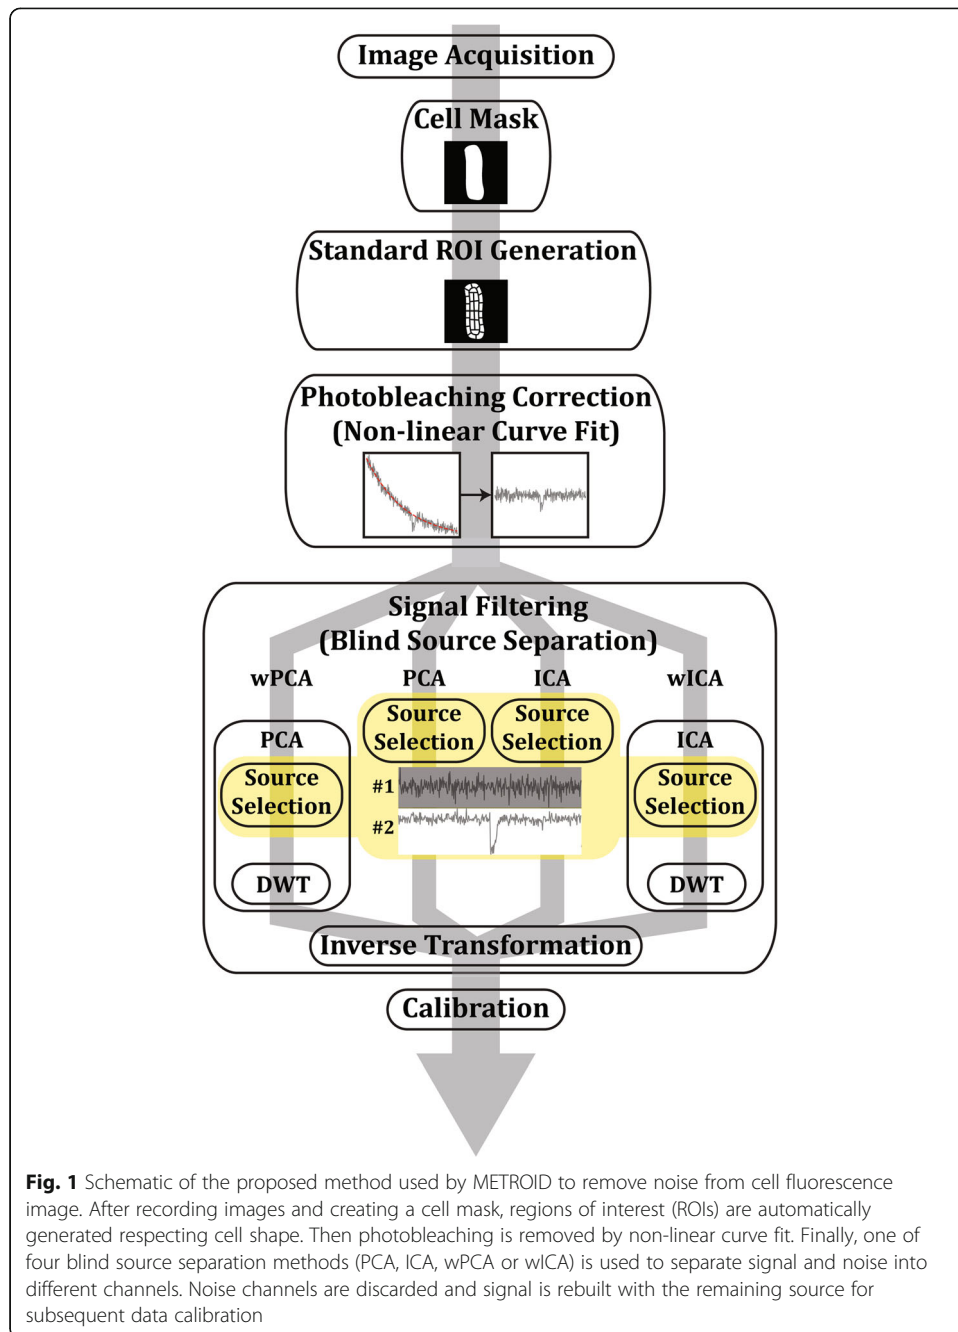 Image Acquisition
Cell Mask
Standard ROI Generation
Photobleaching Correction
(Non-linear Curve Fit)
Signal Filtering
(Blind Source Separation)
wPCA
PCA
ICA
wICA
PCA
Source
Selection
DWT
Source
Selection
Source
Selection
#1
#2
ICA
Source
Selection
DWT
Inverse Transformation
Calibration
Fig. 1 Schematic of the proposed method used by METROID to remove noise from cell fluorescence
image. After recording images and creating a cell mask, regions of interest (ROIs) are automatically
generated respecting cell shape. Then photobleaching is removed by non-linear curve fit. Finally, one of
four blind source separation methods (PCA, ICA, wPCA or wICA) is used to separate signal and noise into
different channels. Noise channels are discarded and signal is rebuilt with the remaining source for
subsequent data calibration